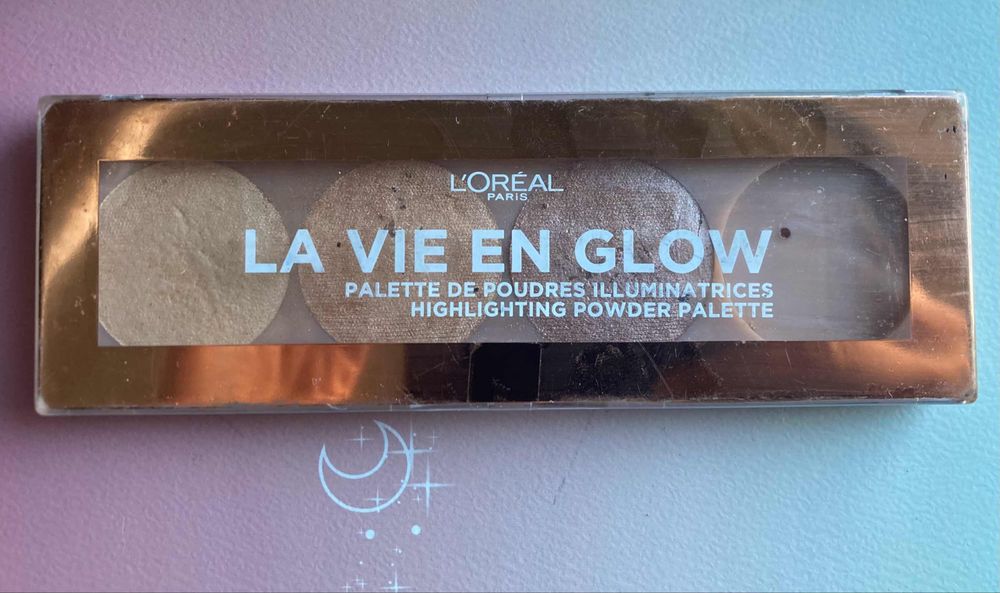 L'ORÉAL
PARIS
LA VIE EN GLOW
PALETTE DE POUDRES ILLUMINATRICES
HIGHLIGHTING POWDER PALETTE